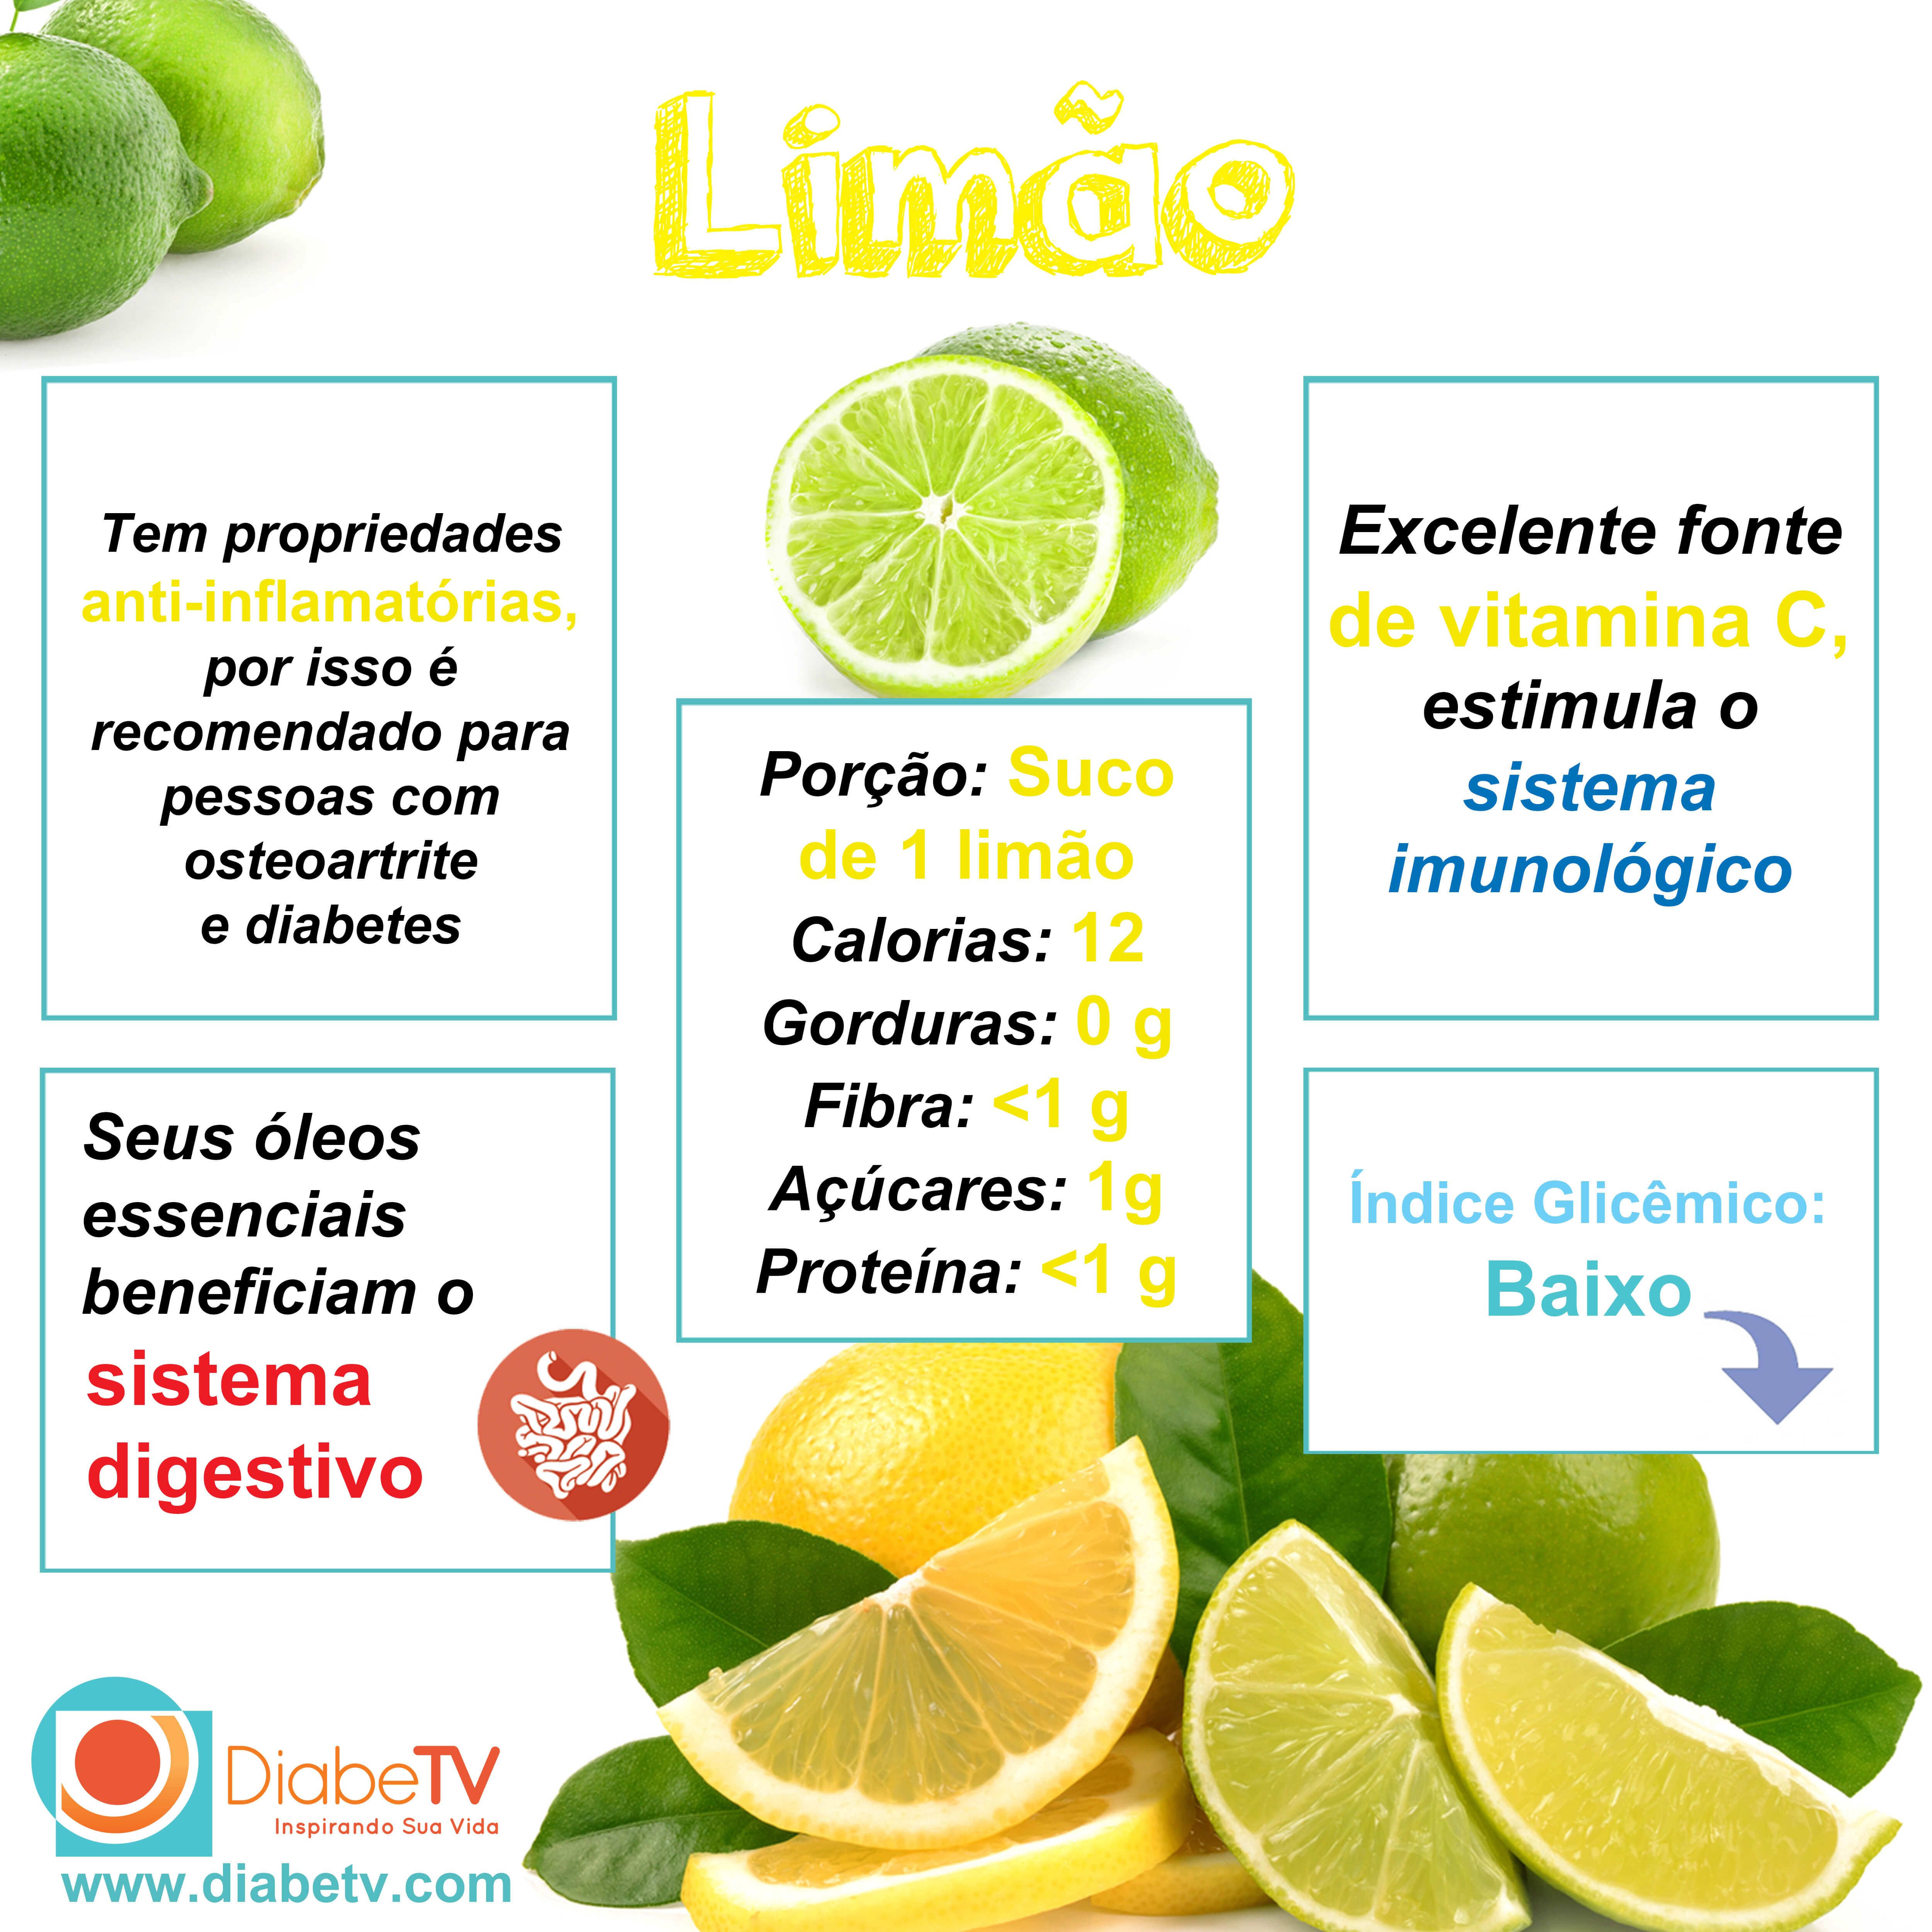 Limão
Tem propriedades
anti-inflamatórias,
por isso é
recomendado para
pessoas com
osteoartrite
e diabetes
Excelente fonte
de vitamina C,
estimula o
sistema
imunológico
Porção: Suco
de 1 limão
Calorias: 12
Gorduras: 0 g
Fibra: <1 g
Açúcares: 1g
Proteína: <1 g
Seus óleos
essenciais
beneficiam o
sistema
digestivo
Índice Glicêmico:
Baixo
DiabeTV
Inspirando Sua Vida
www.diabetv.com